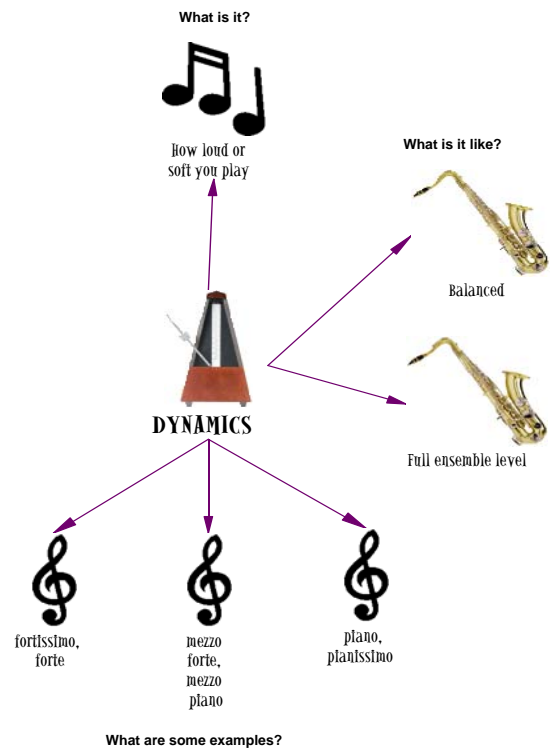 What is it?
How loud or
soft you play
What is it like?
Balanced
DYNAMICS
Full ensemble level
fortissimo,
forte
mezzo
forte,
mezzo
piano
piano,
pianissimo
What are some examples?